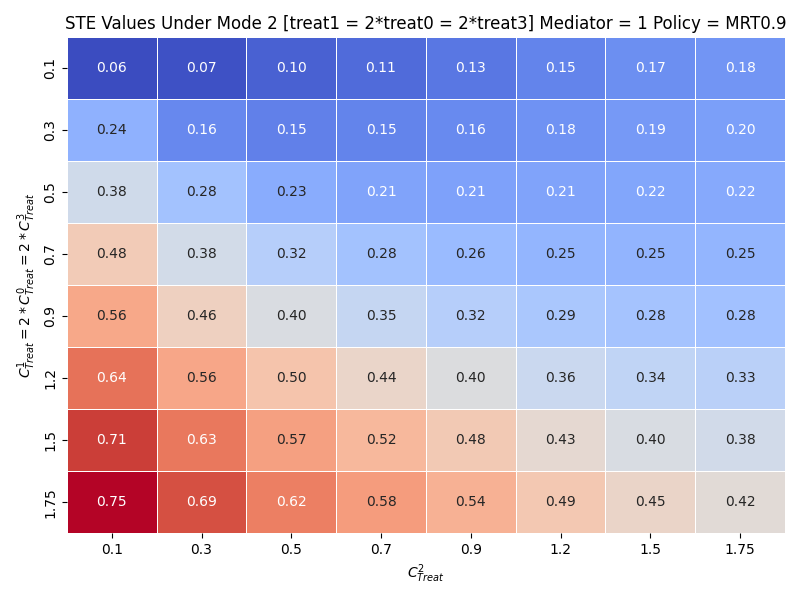 STE Values Under Mode 2 [treat1 = 2*treat0 = 2*treat3] Mediator = 1 Policy = MRT0.9
C^1_Treat = 2 * C^0_Treat = 2 * C^3_Treat
0.1 0.06 0.07 0.10 0.11 0.13 0.15 0.17 0.18
0.3 0.24 0.16 0.15 0.15 0.16 0.18 0.19 0.20
0.5 0.38 0.28 0.23 0.21 0.21 0.21 0.22 0.22
0.7 0.48 0.38 0.32 0.28 0.26 0.25 0.25 0.25
0.9 0.56 0.46 0.40 0.35 0.32 0.29 0.28 0.28
1.2 0.64 0.56 0.50 0.44 0.40 0.36 0.34 0.33
1.5 0.71 0.63 0.57 0.52 0.48 0.43 0.40 0.38
1.75 0.75 0.69 0.62 0.58 0.54 0.49 0.45 0.42
0.1 0.3 0.5 0.7 0.9 1.2 1.5 1.75
C^2_Treat